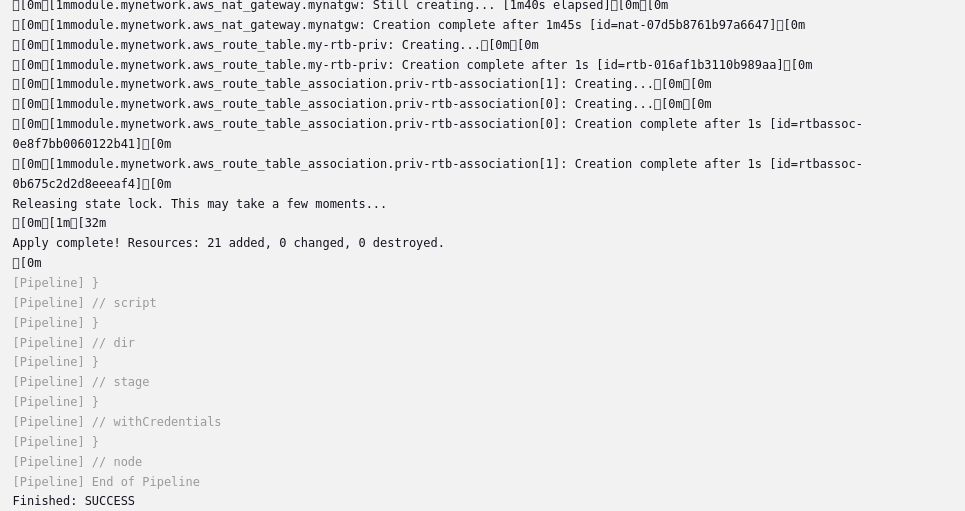 ␛[0m␛[1mmodule.mynetwork.aws_nat_gateway.mynatgw: Still creating... [1m40s elapsed]␛[0m␛[0m
␛[0m␛[1mmodule.mynetwork.aws_nat_gateway.mynatgw: Creation complete after 1m45s [id=nat-07d5b8761b97a6647]␛[0m
␛[0m␛[1mmodule.mynetwork.aws_route_table.my-rtb-priv: Creating...␛[0m␛[0m
␛[0m␛[1mmodule.mynetwork.aws_route_table.my-rtb-priv: Creation complete after 1s [id=rtb-016af1b3110b989aa]␛[0m
␛[0m␛[1mmodule.mynetwork.aws_route_table_association.priv-rtb-association[1]: Creating...␛[0m␛[0m
␛[0m␛[1mmodule.mynetwork.aws_route_table_association.priv-rtb-association[0]: Creating...␛[0m␛[0m
␛[0m␛[1mmodule.mynetwork.aws_route_table_association.priv-rtb-association[0]: Creation complete after 1s [id=rtbassoc-
0e8f7bb0060122b41]␛[0m
␛[0m␛[1mmodule.mynetwork.aws_route_table_association.priv-rtb-association[1]: Creation complete after 1s [id=rtbassoc-
0b675c2d2d8eeeaf4]␛[0m
Releasing state lock. This may take a few moments...
␛[0m␛[1m␛[32m
Apply complete! Resources: 21 added, 0 changed, 0 destroyed.
␛[0m
[Pipeline] }
[Pipeline] // script
[Pipeline] }
[Pipeline] // dir
[Pipeline] }
[Pipeline] // stage
[Pipeline] }
[Pipeline] // withCredentials
[Pipeline] }
[Pipeline] // node
[Pipeline] End of Pipeline
Finished: SUCCESS